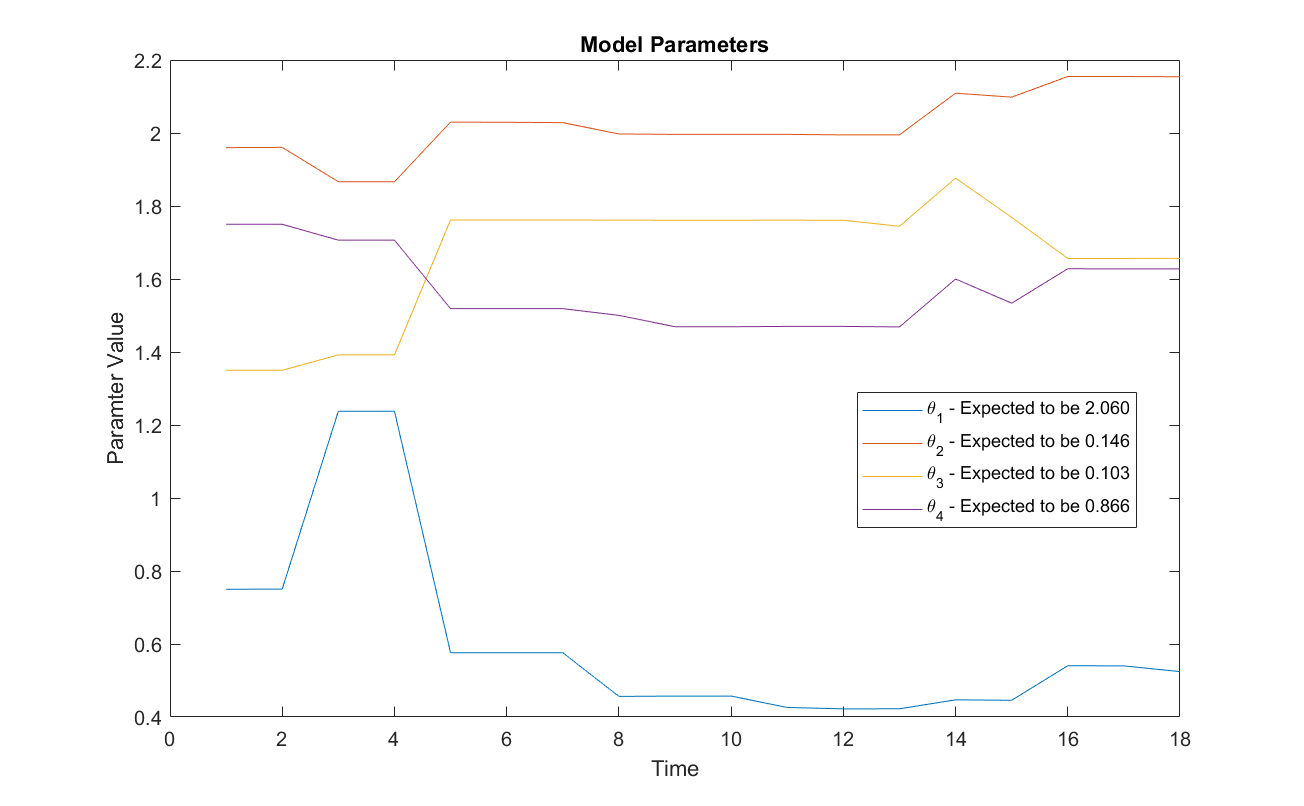 Model Parameters
2.2
2
1.8
1.6
1.4
1.2
1
0.8
0.6
0.4
Paramter Value
θ1 - Expected to be 2.060
θ2 - Expected to be 0.146
θ3 - Expected to be 0.103
θ4 - Expected to be 0.866
0 2 4 6 8 10 12 14 16 18
Time